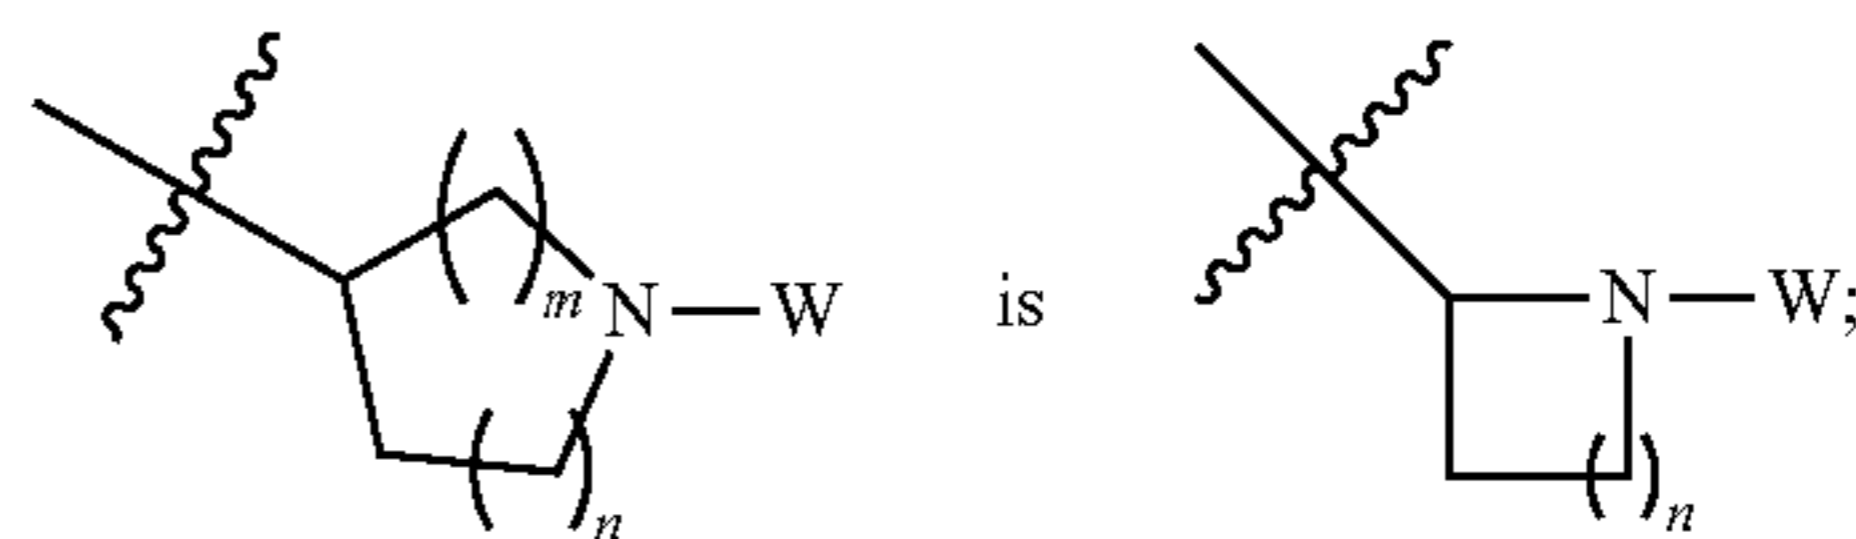 ( )m N—W is N—W;
( )n ( )n